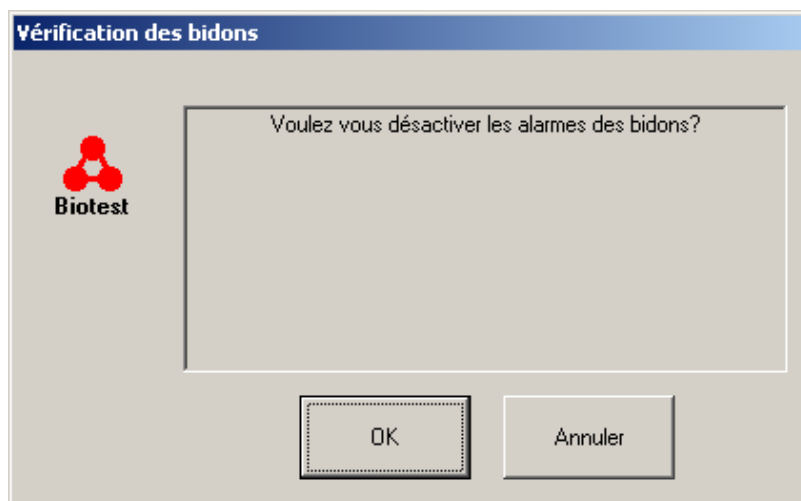 Vérification des bidons
Voulez vous désactiver les alarmes des bidons?
Biotest
OK
Annuler